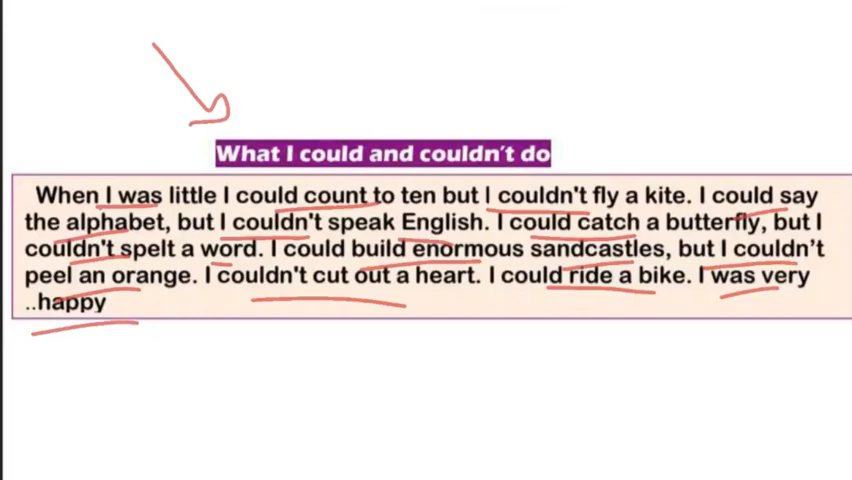 What I could and couldn't do
When I was little I could count to ten but I couldn't fly a kite. I could say
the alphabet, but I couldn't speak English. I could catch a butterfly, but I
couldn't spelt a word. I could build enormous sandcastles, but I couldn't
peel an orange. I couldn't cut out a heart. I could ride a bike. I was very
..happy